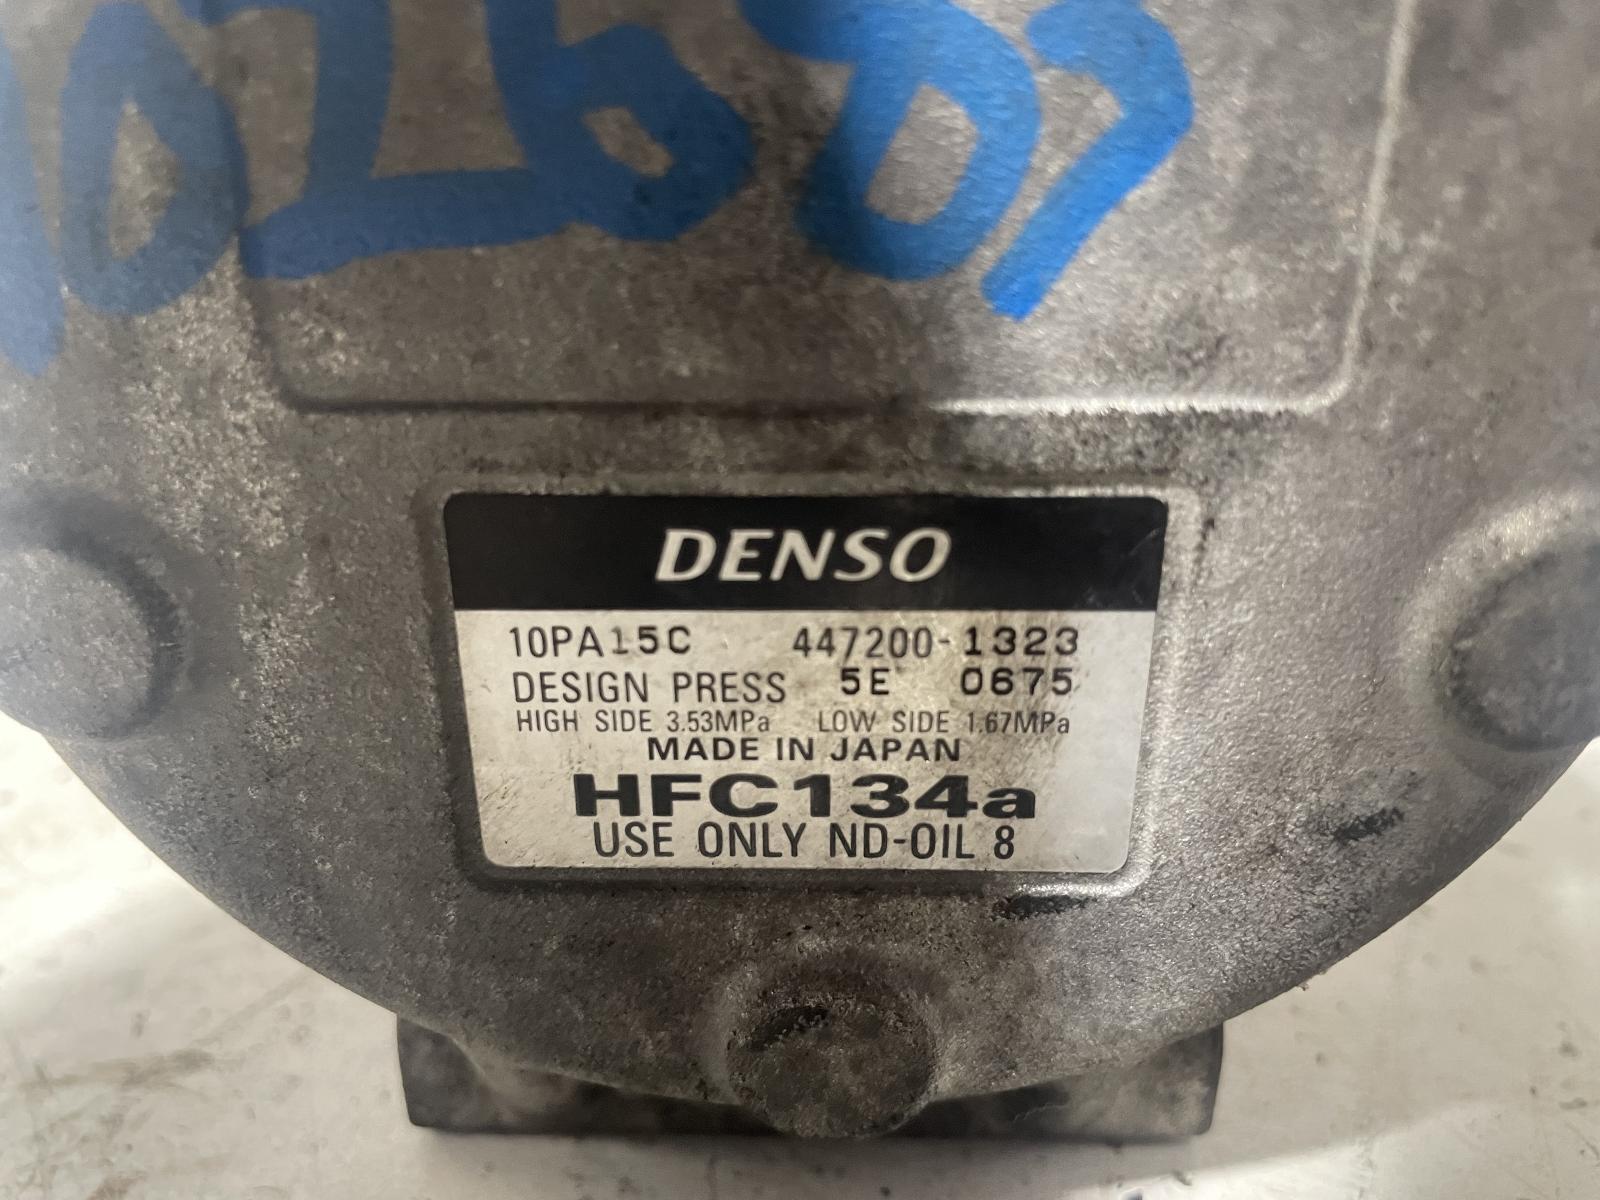 02607
DENSO
10PA15C 447200-1323
DESIGN PRESS 5E 0675
HIGH SIDE 3.53MPa LOW SIDE 1.67MPa
MADE IN JAPAN
HFC134a
USE ONLY ND-OIL 8